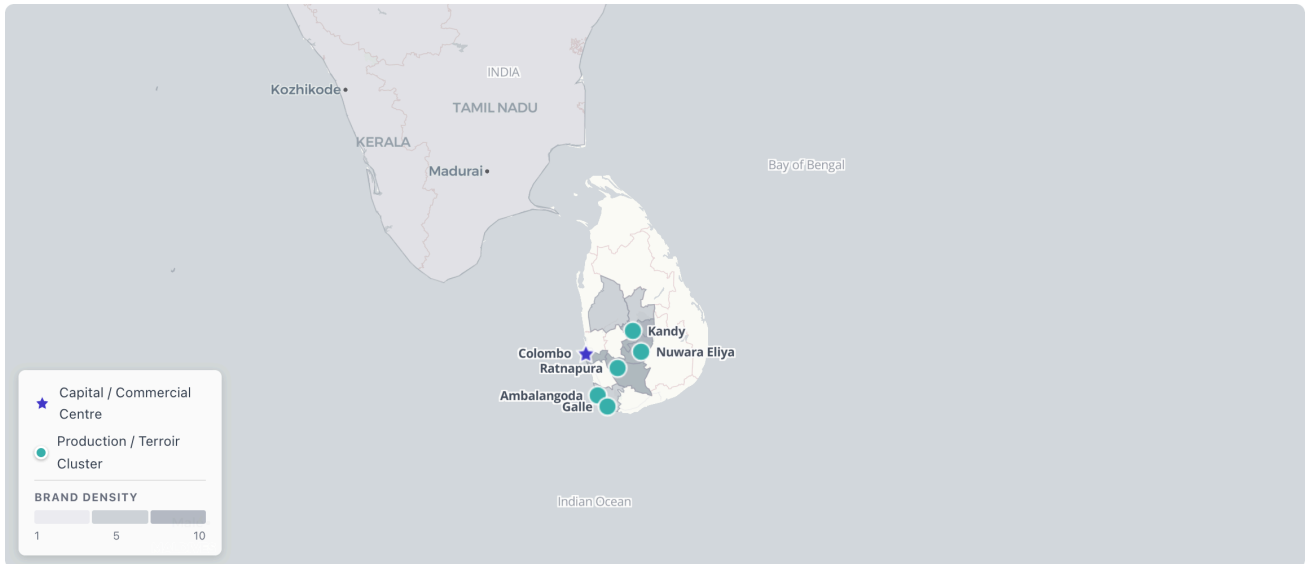 INDIA
Kozhikode
TAMIL NADU
KERALA
Bay of Bengal
Madurai
Kandy
Colombo
Nuwara Eliya
Ratnapura
Ambalangoda
Galle
Capital / Commercial
Centre
Production / Terroir
Cluster
BRAND DENSITY
1 5 10
Indian Ocean